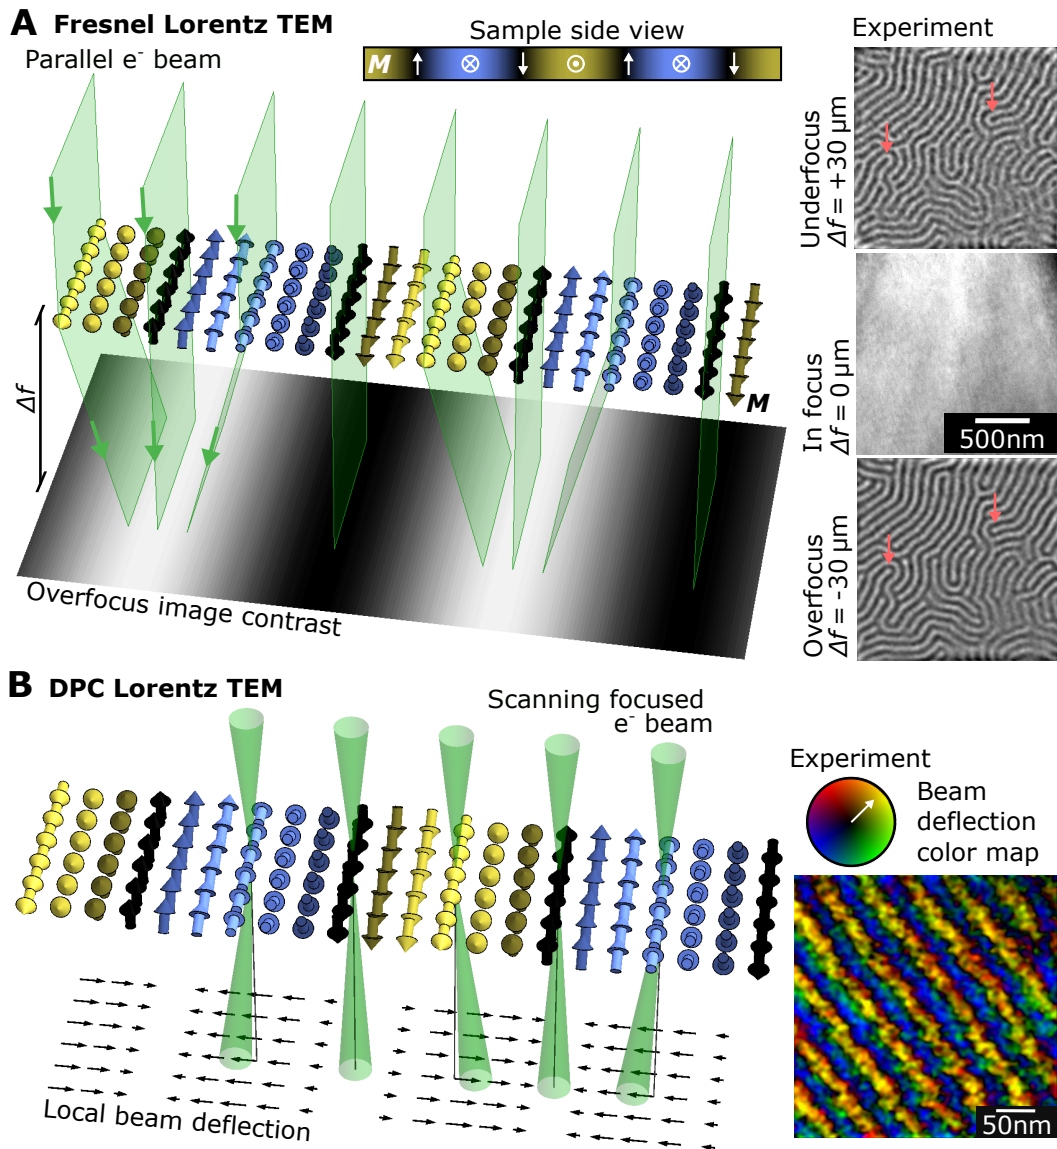 A Fresnel Lorentz TEM
Parallel e⁻ beam
Sample side view
M
Δf
M
Overfocus image contrast
Experiment
Underfocus
Δf = +30 μm
In focus
Δf = 0 μm
500nm
Overfocus
Δf = -30 μm
B DPC Lorentz TEM
Scanning focused
e⁻ beam
Local beam deflection
Experiment
Beam
deflection
color map
50nm